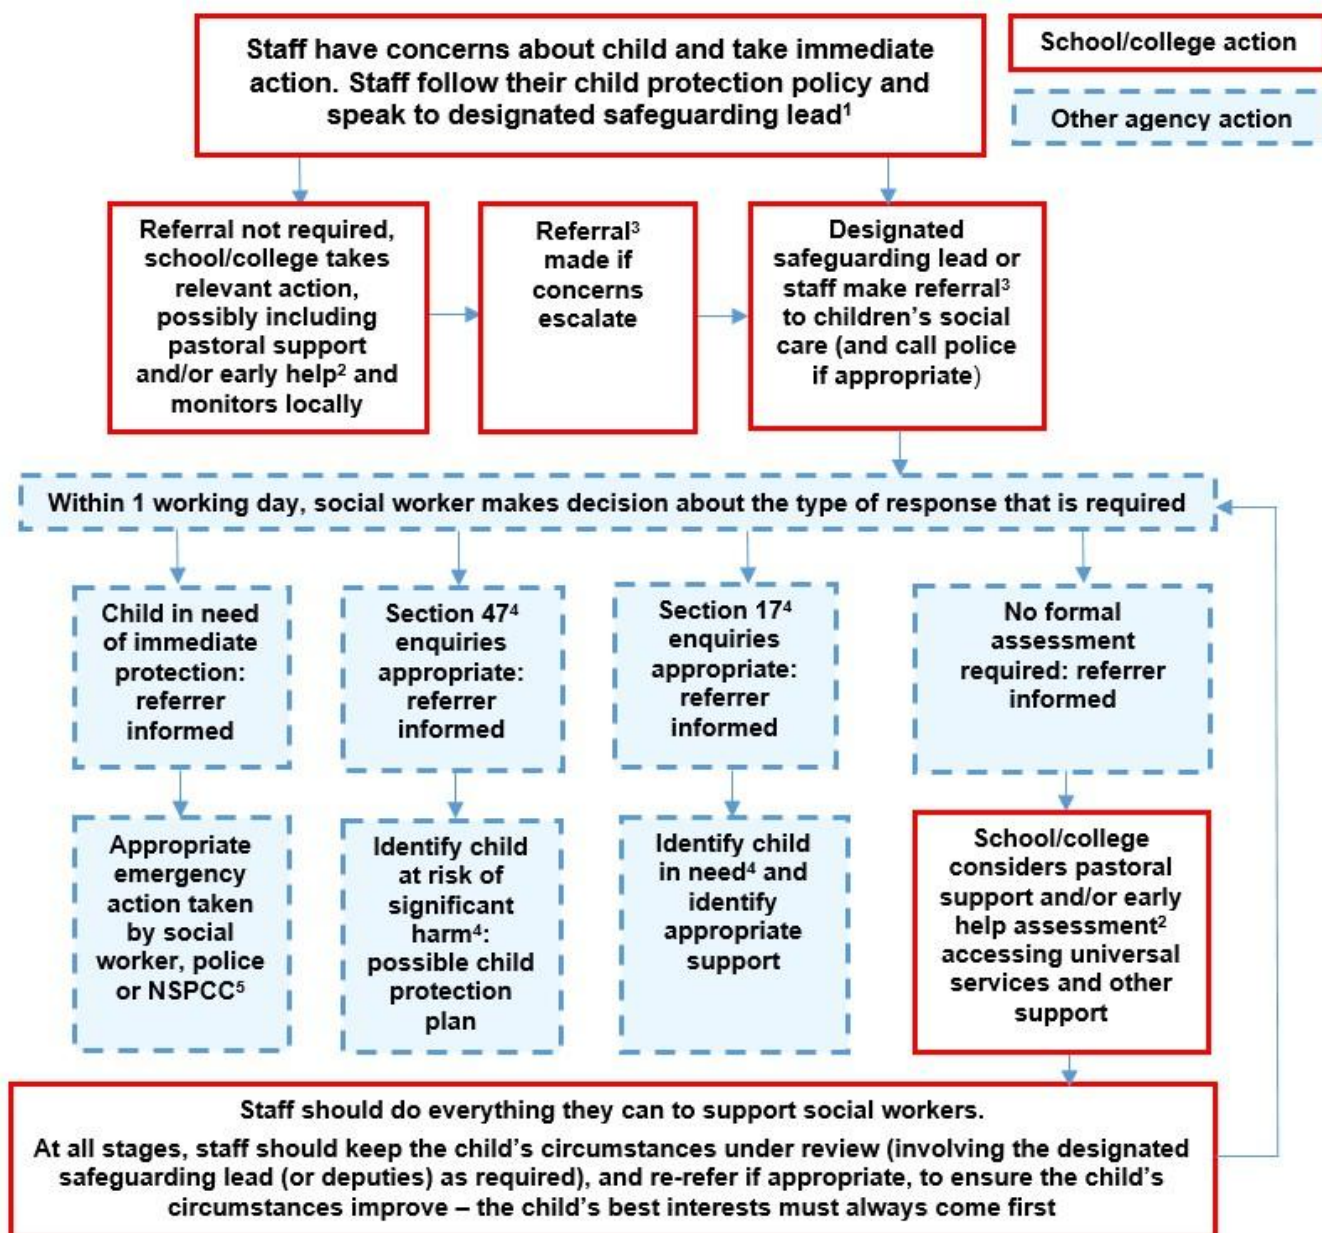 Staff have concerns about child and take immediate
action. Staff follow their child protection policy and
speak to designated safeguarding lead¹
School/college action
Other agency action
Referral not required,
school/college takes
relevant action,
possibly including
pastoral support
and/or early help² and
monitors locally
Referral³
made if
concerns
escalate
Designated
safeguarding lead or
staff make referral³
to children's social
care (and call police
if appropriate)
Within 1 working day, social worker makes decision about the type of response that is required
Child in need
of immediate
protection:
referrer
informed
Section 47⁴
enquiries
appropriate:
referrer
informed
Section 17⁴
enquiries
appropriate:
referrer
informed
No formal
assessment
required: referrer
informed
Appropriate
emergency
action taken
by social
worker, police
or NSPCC⁵
Identify child
at risk of
significant
harm⁴:
possible child
protection
plan
Identify child
in need⁴ and
identify
appropriate
support
School/college
considers pastoral
support and/or early
help assessment²
accessing universal
services and other
support
Staff should do everything they can to support social workers.
At all stages, staff should keep the child's circumstances under review (involving the designated
safeguarding lead (or deputies) as required), and re-refer if appropriate, to ensure the child's
circumstances improve – the child's best interests must always come first